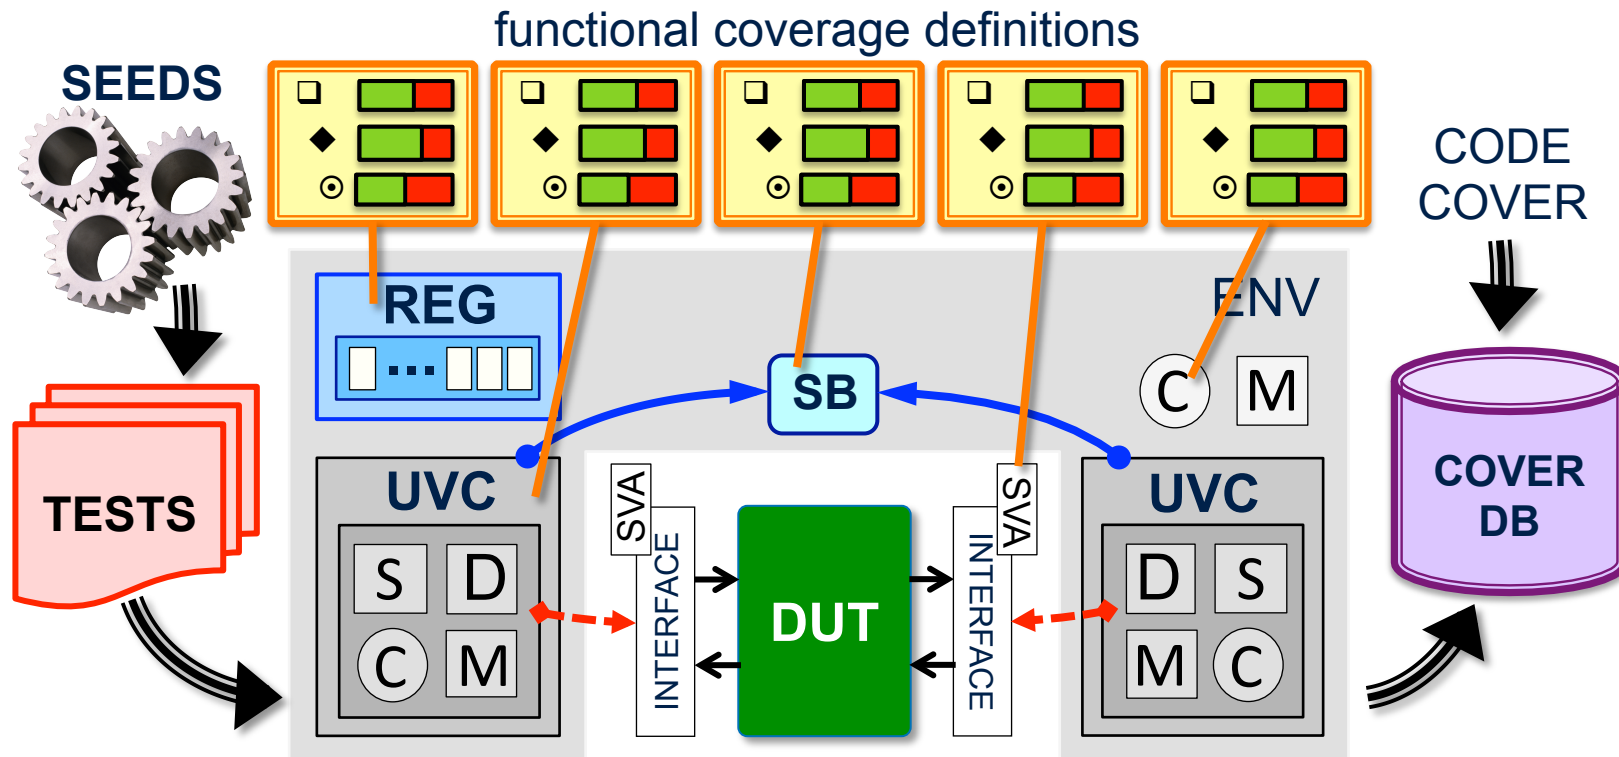 functional coverage definitions
SEEDS
CODE
COVER
REG
ENV
SB
C
M
TESTS
UVC
SVA
SVA
UVC
COVER
DB
S
D
C
M
INTERFACE
DUT
INTERFACE
D
S
M
C